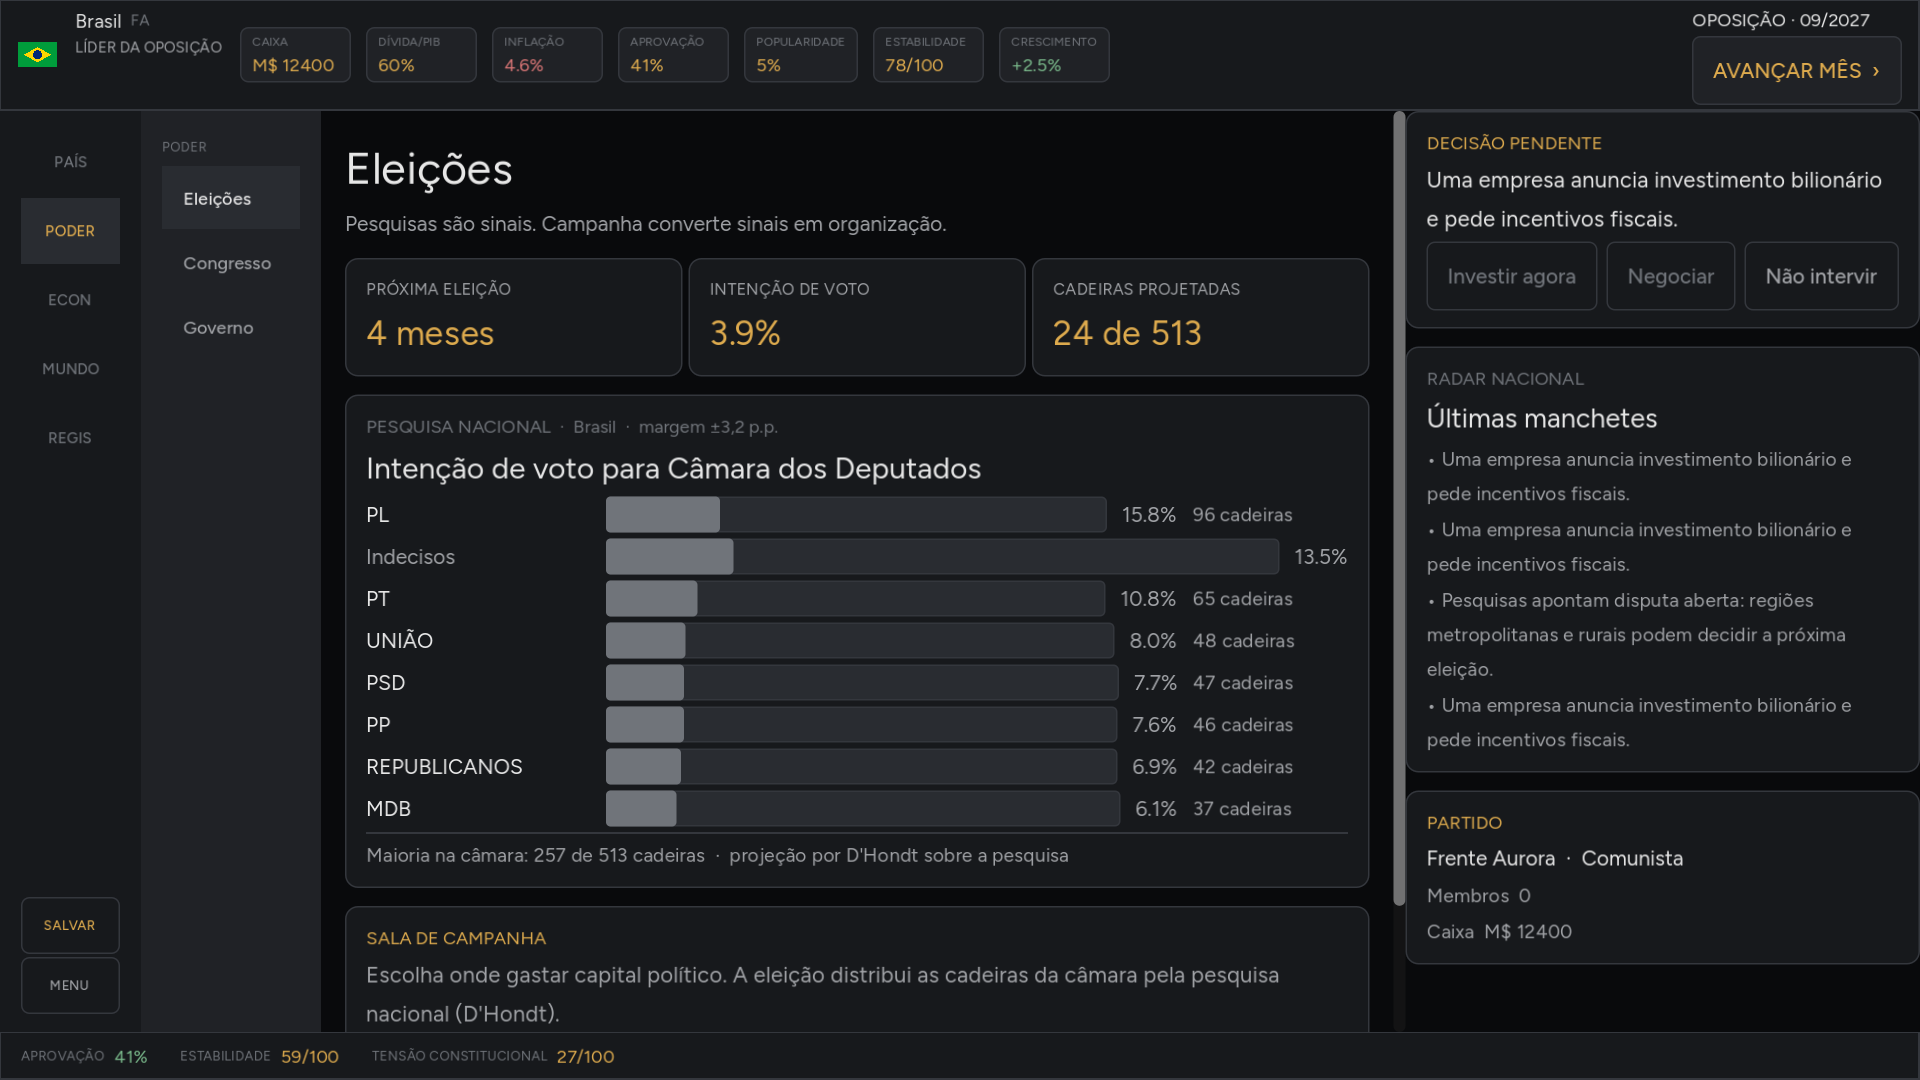 Brasil FA
LÍDER DA OPOSIÇÃO
CAIXA
M$ 12400
DÍVIDA/PIB
60%
INFLAÇÃO
4.6%
APROVAÇÃO
41%
POPULARIDADE
5%
ESTABILIDADE
78/100
CRESCIMENTO
+2.5%
OPOSIÇÃO · 09/2027
AVANÇAR MÊS ›
PAÍS
PODER
ECON
MUNDO
REGIS
SALVAR
MENU
PODER
Eleições
Congresso
Governo
Eleições
Pesquisas são sinais. Campanha converte sinais em organização.
PRÓXIMA ELEIÇÃO
4 meses
INTENÇÃO DE VOTO
3.9%
CADEIRAS PROJETADAS
24 de 513
PESQUISA NACIONAL · Brasil · margem ±3,2 p.p.
Intenção de voto para Câmara dos Deputados
PL 15.8% 96 cadeiras
Indecisos 13.5%
PT 10.8% 65 cadeiras
UNIÃO 8.0% 48 cadeiras
PSD 7.7% 47 cadeiras
PP 7.6% 46 cadeiras
REPUBLICANOS 6.9% 42 cadeiras
MDB 6.1% 37 cadeiras
Maioria na câmara: 257 de 513 cadeiras · projeção por D'Hondt sobre a pesquisa
SALA DE CAMPANHA
Escolha onde gastar capital político. A eleição distribui as cadeiras da câmara pela pesquisa
nacional (D'Hondt).
DECISÃO PENDENTE
Uma empresa anuncia investimento bilionário
e pede incentivos fiscais.
Investir agora
Negociar
Não intervir
RADAR NACIONAL
Últimas manchetes
• Uma empresa anuncia investimento bilionário e
pede incentivos fiscais.
• Uma empresa anuncia investimento bilionário e
pede incentivos fiscais.
• Pesquisas apontam disputa aberta: regiões
metropolitanas e rurais podem decidir a próxima
eleição.
• Uma empresa anuncia investimento bilionário e
pede incentivos fiscais.
PARTIDO
Frente Aurora · Comunista
Membros 0
Caixa M$ 12400
APROVAÇÃO 41% ESTABILIDADE 59/100 TENSÃO CONSTITUCIONAL 27/100